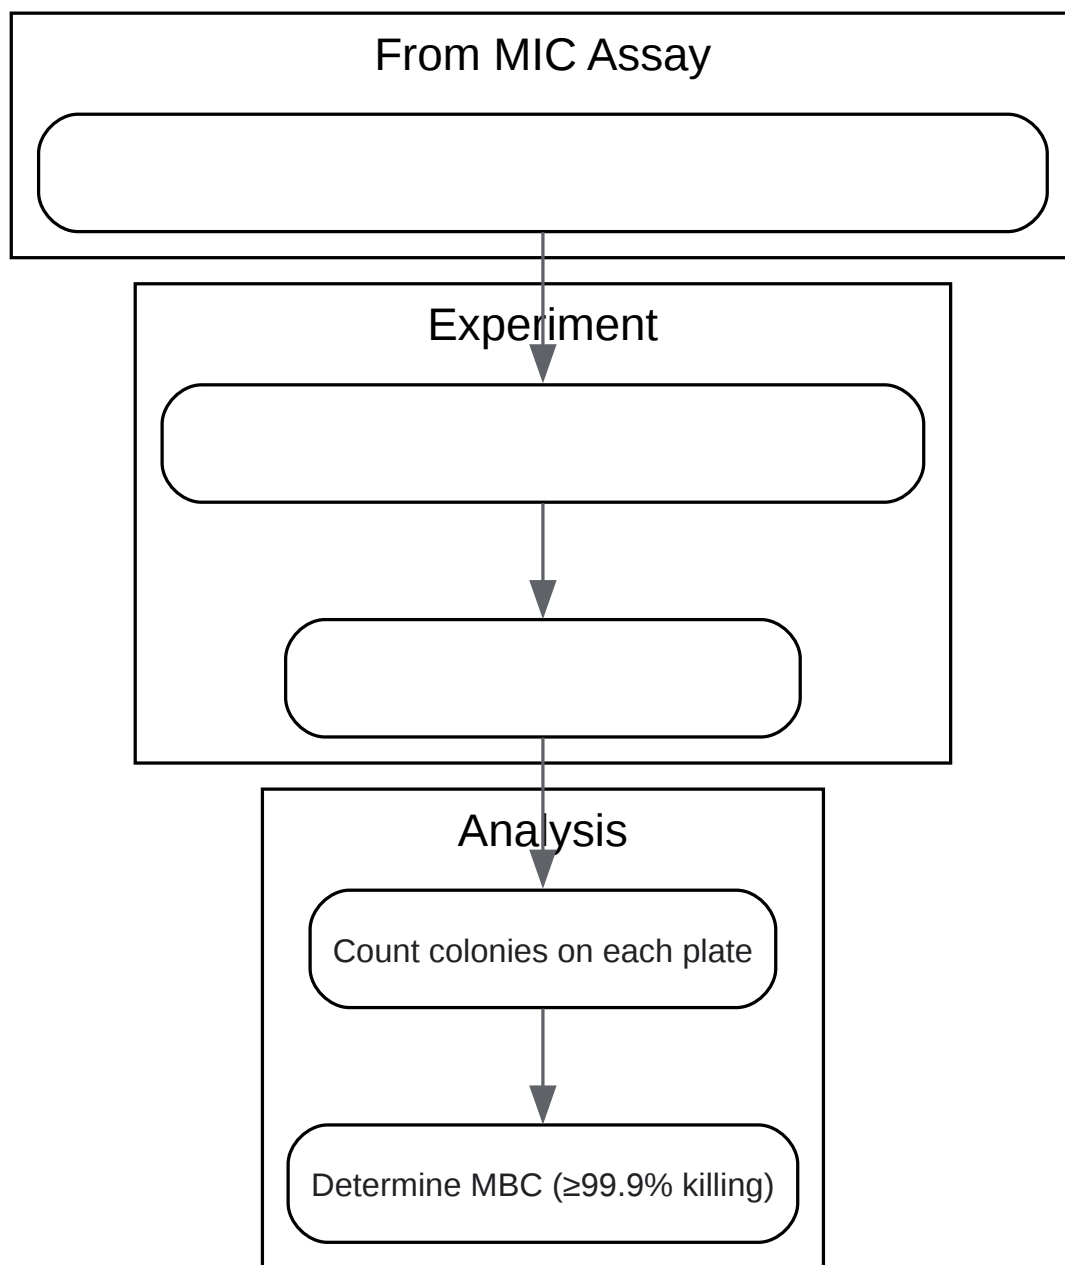 From MIC Assay
Experiment
Analysis
Count colonies on each plate
Determine MBC (≥99.9% killing)